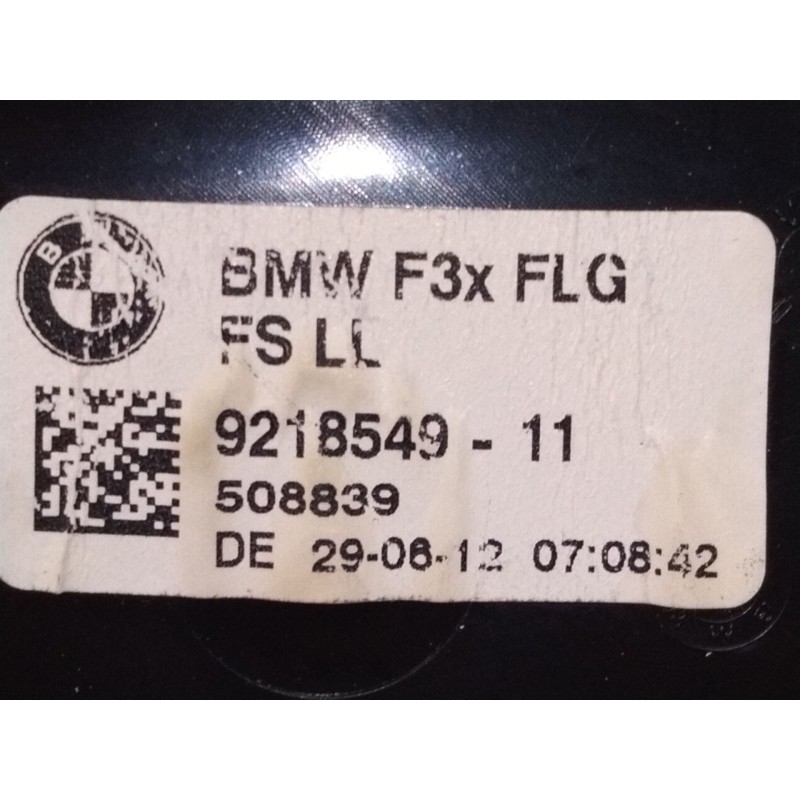 B
BMW F3x FLG
FS LL
9218549 - 11
508839
DE 29-06-12 07:08:42